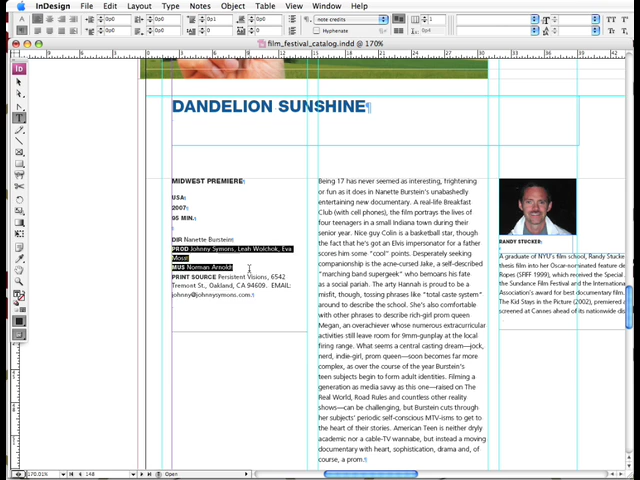 InDesign File Edit Layout Type Notes Object Table View Window Help
note credits
Hyphenate
film_festival_catalog.indd @ 170%
DANDELION SUNSHINE¶
MIDWEST PREMIERE¶
USA:
2007:
95 MIN.
DIR Nanette Burstein
PROD Johnny Symons, Leah Wolchok, Eva
Moss
MUS Norman Arnold
PRINT SOURCE Persistent Visions, 6542
Tremont St., Oakland, CA 94609. EMAIL:
johnny@johnnysymons.com.¶
Being 17 has never seemed as interesting, frightening
or fun as it does in Nanette Burstein's unabashedly
entertaining new documentary. A real-life Breakfast
Club (with cell phones), the film portrays the lives of
four teenagers in a small Indiana town during their
senior year. Nice guy Colin is a basketball star, though
the fact that he's got an Elvis impersonator for a father
scores him some "cool" points. Desperately seeking
companionship is the acne-cursed Jake, a self-described
"marching band supergeek" who bemoans his fate
as a social pariah. The arty Hannah is proud to be a
misfit, though, tossing phrases like "total caste system"
around to describe the school. She's also comfortable
with other phrases to describe rich-girl prom queen
Megan, an overachiever whose numerous extracurricular
activities still leave room for 9mm-gunplay at the local
firing range. What seems a central casting dream—jock,
nerd, indie-girl, prom queen—soon becomes far more
complex, as over the course of the year Burstein's
teen subjects begin to form adult identities. Filming a
generation as media savvy as this one—raised on The
Real World, Road Rules and countless other reality
shows—can be challenging, but Burstein cuts through
her subjects' periodic self-conscious MTV-isms to get to
the heart of their stories. American Teen is neither dryly
academic nor a cable-TV wannabe, but instead a moving
documentary with heart, sophistication, drama and, of
course, a prom.¶
RANDY STUCKER:
A graduate of NYU's film school, Randy Stucke
thesis film into her Oscar-nominated feature de
Ropes (SFIFF 1999), which received the Special
the Sundance Film Festival and the Internation
Association's award for best documentary film.
The Kid Stays in the Picture (2002), premiered a
screened at Cannes ahead of its nationwide dis
170.01% 148 Open